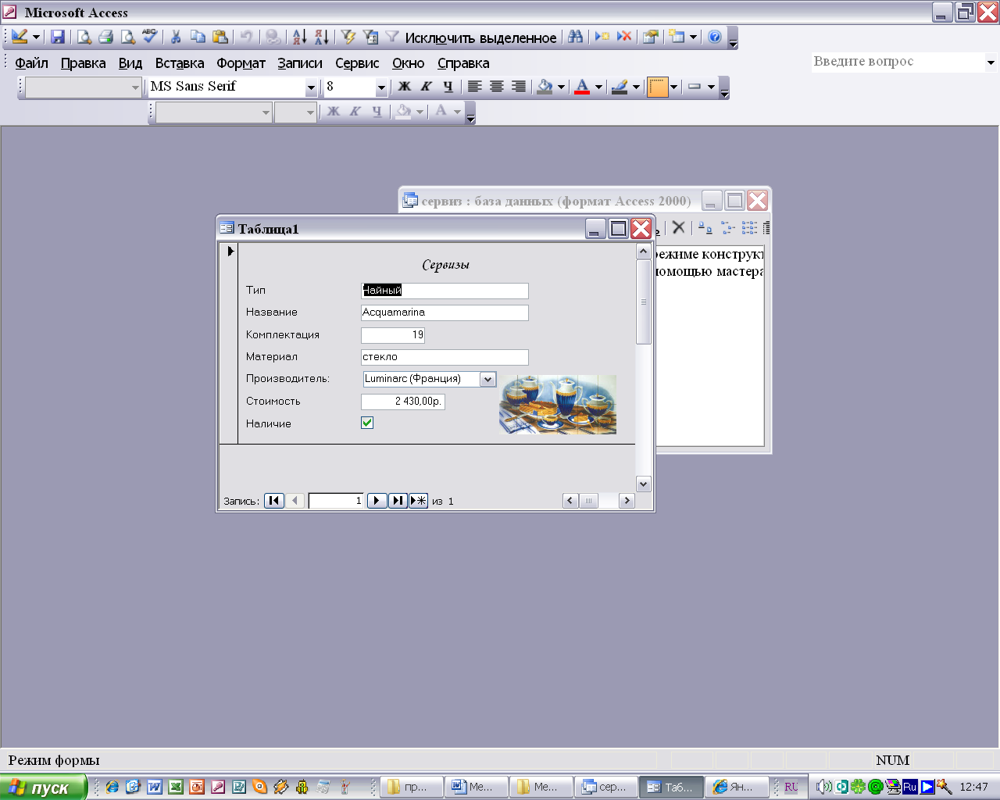 Microsoft Access
Исключить выделенное
Файл Правка Вид Вставка Формат Записи Сервис Окно Справка
Введите вопрос
MS Sans Serif 8 Ж К Ч
Ж К Ч А
сервиз : база данных (формат Access 2000)
Таблица1
режиме конструкт
помощью мастера
Сервизы
Тип Чайный
Название Acquamarina
Комплектация 19
Материал стекло
Производитель: Luminarc (Франция)
Стоимость 2 430,00р.
Наличие
Запись: 1 из 1
Режим формы
NUM
пуск
пр... Ме... Ме... сер... Таб... Ян... RU Ru 12:47